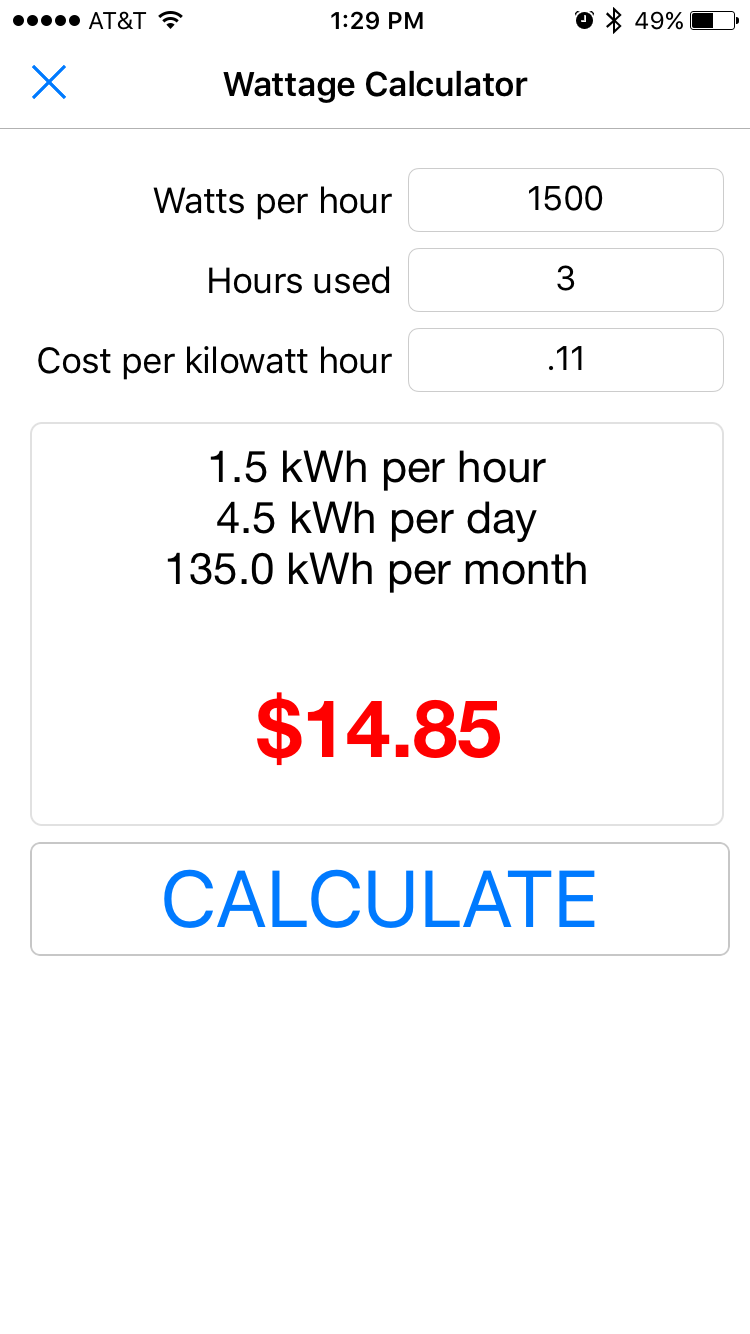 AT&T 1:29 PM 49%
Wattage Calculator
Watts per hour 1500
Hours used 3
Cost per kilowatt hour .11
1.5 kWh per hour
4.5 kWh per day
135.0 kWh per month
$14.85
CALCULATE